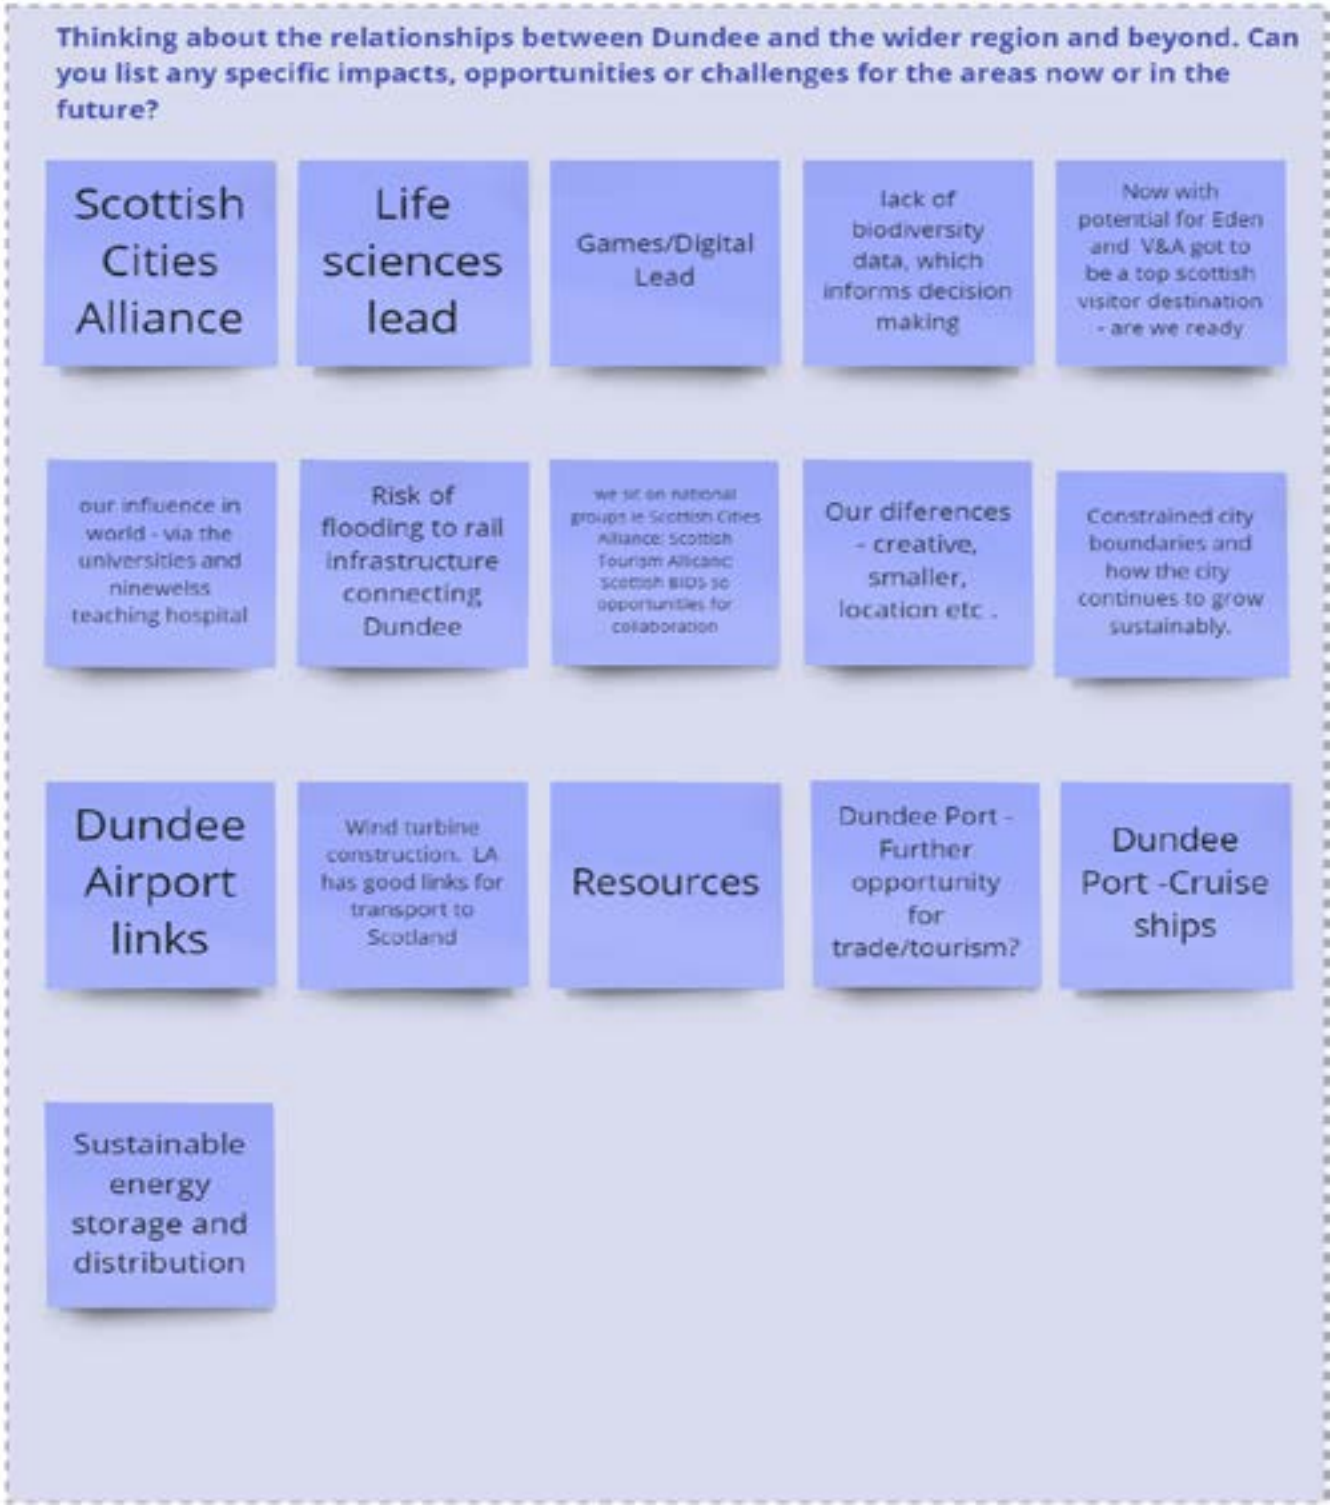 Thinking about the relationships between Dundee and the wider region and beyond. Can
you list any specific impacts, opportunities or challenges for the areas now or in the
future?
Scottish
Cities
Alliance
Life
sciences
lead
Games/Digital
Lead
lack of
biodiversity
data, which
informs decision
making
Now with
potential for Eden
and V&A got to
be a top scottish
visitor destination
- are we ready
our influence in
world - via the
universities and
ninewelss
teaching hospital
Risk of
flooding to rail
infrastructure
connecting
Dundee
we sit on national
groups ie Scottish Cities
Alliance; Scottish
Tourism
Scottish BIDS so
opportunities for
collaboration
Our diferences
- creative,
smaller,
location etc .
Constrained city
boundaries and
how the city
continues to grow
sustainably.
Dundee
Airport
links
Wind turbine
construction. LA
has good links for
transport to
Scotland
Resources
Dundee Port -
Further
opportunity
for
trade/tourism?
Dundee
Port -Cruise
ships
Sustainable
energy
storage and
distribution